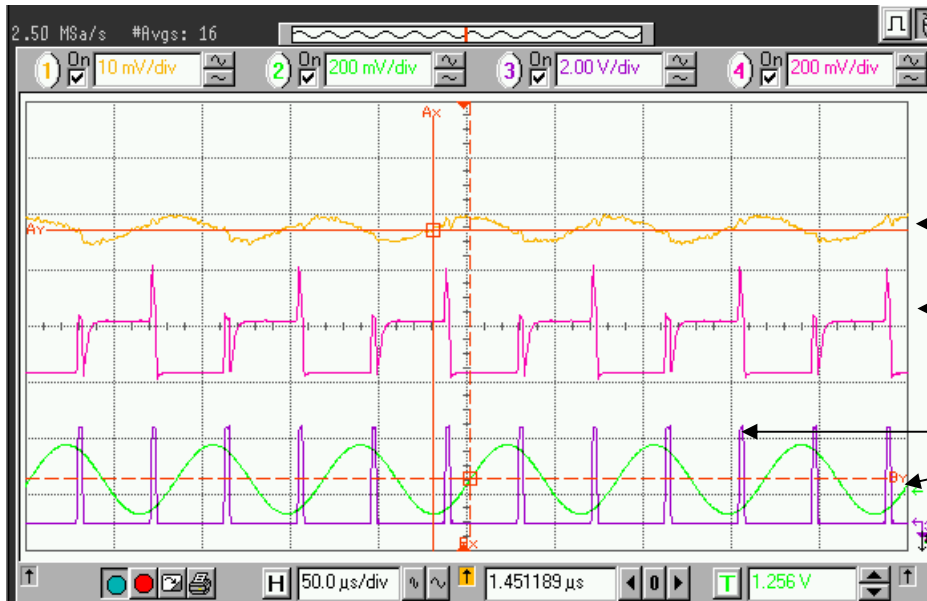 2.50 MSa/s #Avgs: 16
1 On 10 mV/div 2 On 200 mV/div 3 On 2.00 V/div 4 On 200 mV/div
Ax
Ay
By
Bx
H 50.0 µs/div 1.451189 µs 0 T 1.256 V